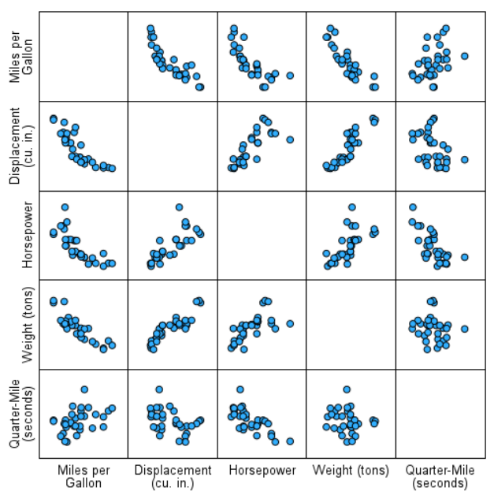 Miles per
Gallon
Displacement
(cu. in.)
Horsepower
Weight (tons)
Quarter-Mile
(seconds)
Miles per
Gallon
Displacement
(cu. in.)
Horsepower
Weight (tons)
Quarter-Mile
(seconds)